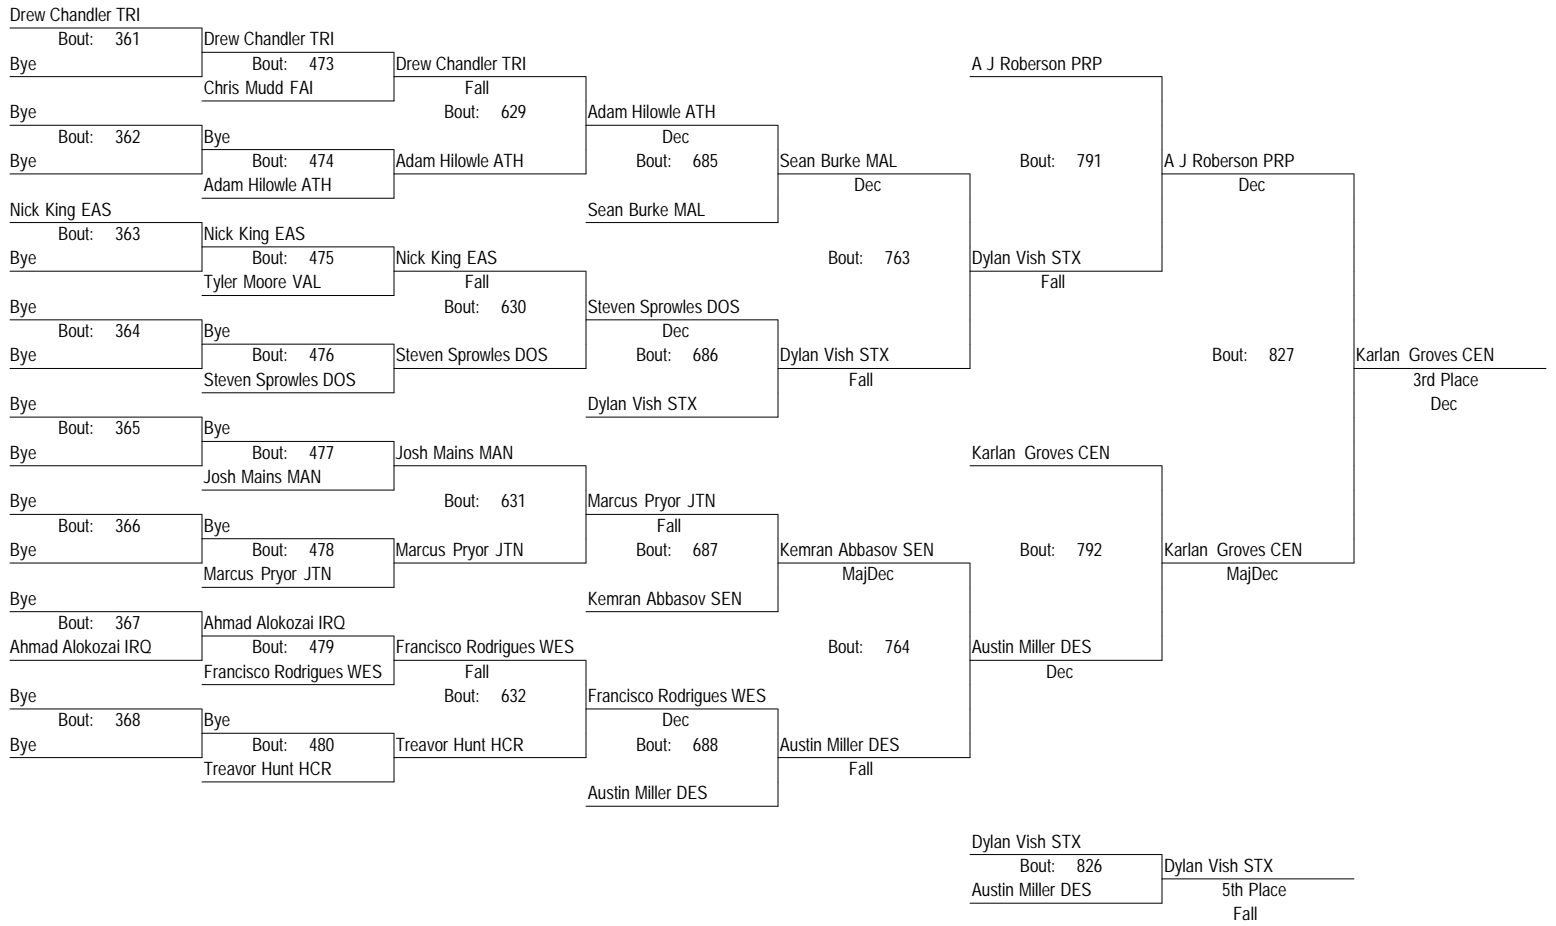 Drew Chandler TRI
Bout: 361
Drew Chandler TRI
Bye
Bout: 473
Drew Chandler TRI
A J Roberson PRP
Chris Mudd FAI
Fall
Bye
Bout: 629
Adam Hilowle ATH
Bout: 362
Bye
Dec
Bye
Bout: 474
Adam Hilowle ATH
Bout: 685
Sean Burke MAL
Bout: 791
A J Roberson PRP
Adam Hilowle ATH
Dec
Dec
Nick King EAS
Sean Burke MAL
Bout: 363
Nick King EAS
Bye
Bout: 475
Nick King EAS
Bout: 763
Dylan Vish STX
Tyler Moore VAL
Fall
Fall
Bye
Bout: 630
Steven Sprowles DOS
Bout: 364
Bye
Dec
Bye
Bout: 476
Steven Sprowles DOS
Bout: 686
Dylan Vish STX
Bout: 827
Karlan Groves CEN
Steven Sprowles DOS
Fall
3rd Place
Bye
Dylan Vish STX
Dec
Bout: 365
Bye
Bye
Bout: 477
Josh Mains MAN
Karlan Groves CEN
Josh Mains MAN
Bye
Bout: 631
Marcus Pryor JTN
Bout: 366
Bye
Fall
Bye
Bout: 478
Marcus Pryor JTN
Bout: 687
Kemran Abbasov SEN
Bout: 792
Karlan Groves CEN
Marcus Pryor JTN
MajDec
MajDec
Bye
Kemran Abbasov SEN
Bout: 367
Ahmad Alokozai IRQ
Ahmad Alokozai IRQ
Bout: 479
Francisco Rodrigues WES
Bout: 764
Austin Miller DES
Francisco Rodrigues WES
Fall
Dec
Bye
Bout: 632
Francisco Rodrigues WES
Bout: 368
Bye
Dec
Bye
Bout: 480
Treavor Hunt HCR
Bout: 688
Austin Miller DES
Treavor Hunt HCR
Fall
Austin Miller DES
Dylan Vish STX
Bout: 826
Dylan Vish STX
Austin Miller DES
5th Place
Fall